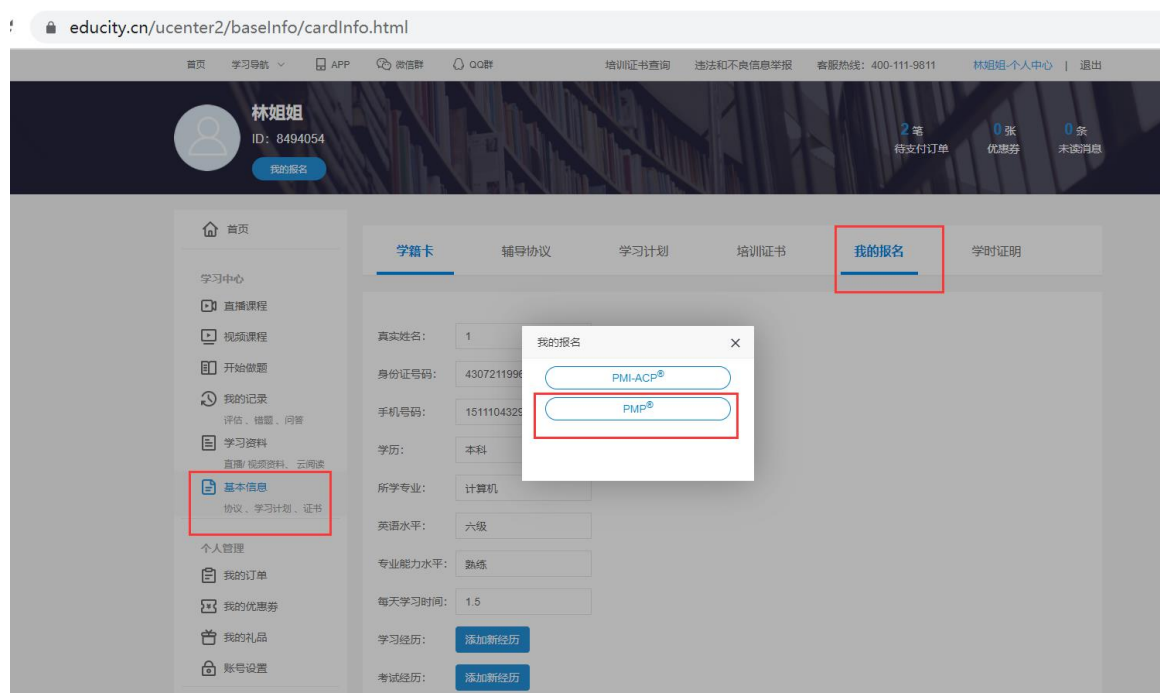 educity.cn/ucenter2/baseInfo/cardInfo.html
首页 学习导航 APP 微信群 QQ群 培训证书查询 违法和不良信息举报 客服热线：400-111-9811 林姐姐-个人中心 | 退出
林姐姐
ID：8494054
我的报名
2 笔 0 张 0 条
待支付订单 优惠券 未读消息
首页
学籍卡 辅导协议 学习计划 培训证书 我的报名 学时证明
学习中心
直播课程
视频课程
开始做题
我的记录
评估、错题、问答
学习资料
直播/视频资料、云阅读
基本信息
协议、学习计划、证书
个人管理
我的订单
我的优惠券
我的礼品
账号设置
真实姓名： 1
身份证号码： 4307211996
手机号码： 1511104329
学历： 本科
所学专业： 计算机
英语水平： 六级
专业能力水平： 熟练
每天学习时间： 1.5
学习经历： 添加新经历
考试经历： 添加新经历
我的报名 ×
PMI-ACP®
PMP®